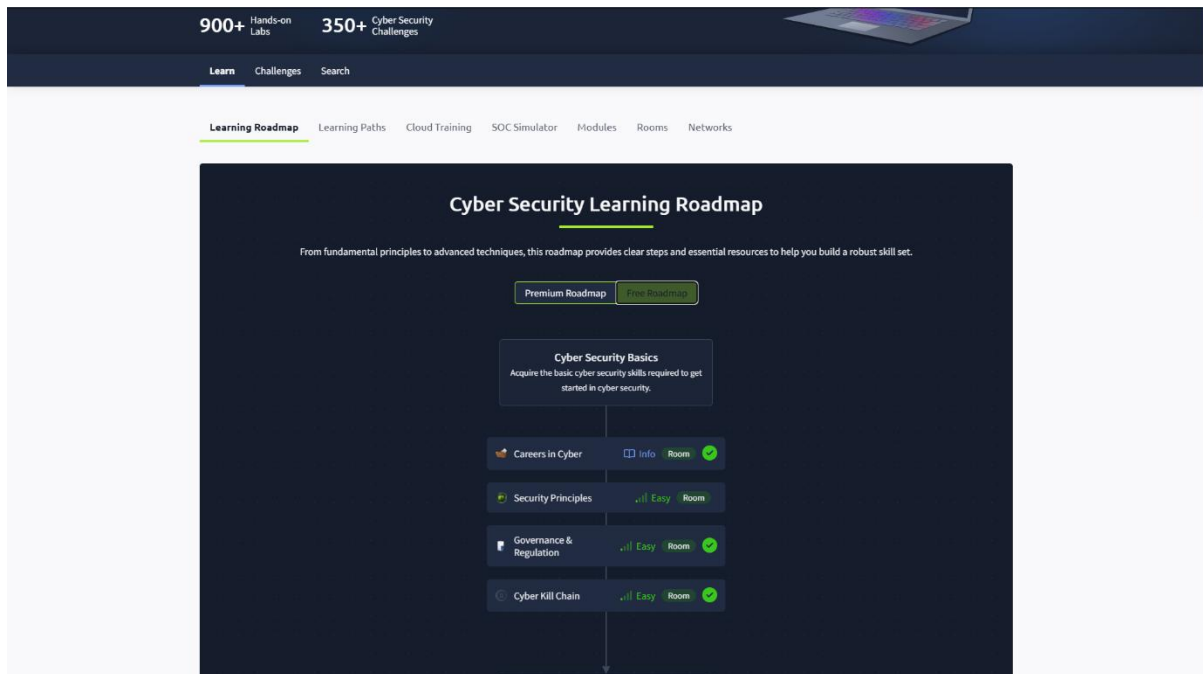 900+ Hands-on Labs
350+ Cyber Security Challenges
Learn Challenges Search
Learning Roadmap Learning Paths Cloud Training SOC Simulator Modules Rooms Networks
Cyber Security Learning Roadmap
From fundamental principles to advanced techniques, this roadmap provides clear steps and essential resources to help you build a robust skill set.
Premium Roadmap Free Roadmap
Cyber Security Basics
Acquire the basic cyber security skills required to get
started in cyber security.
Careers in Cyber Info Room
Security Principles Easy Room
Governance &
Regulation Easy Room
Cyber Kill Chain Easy Room